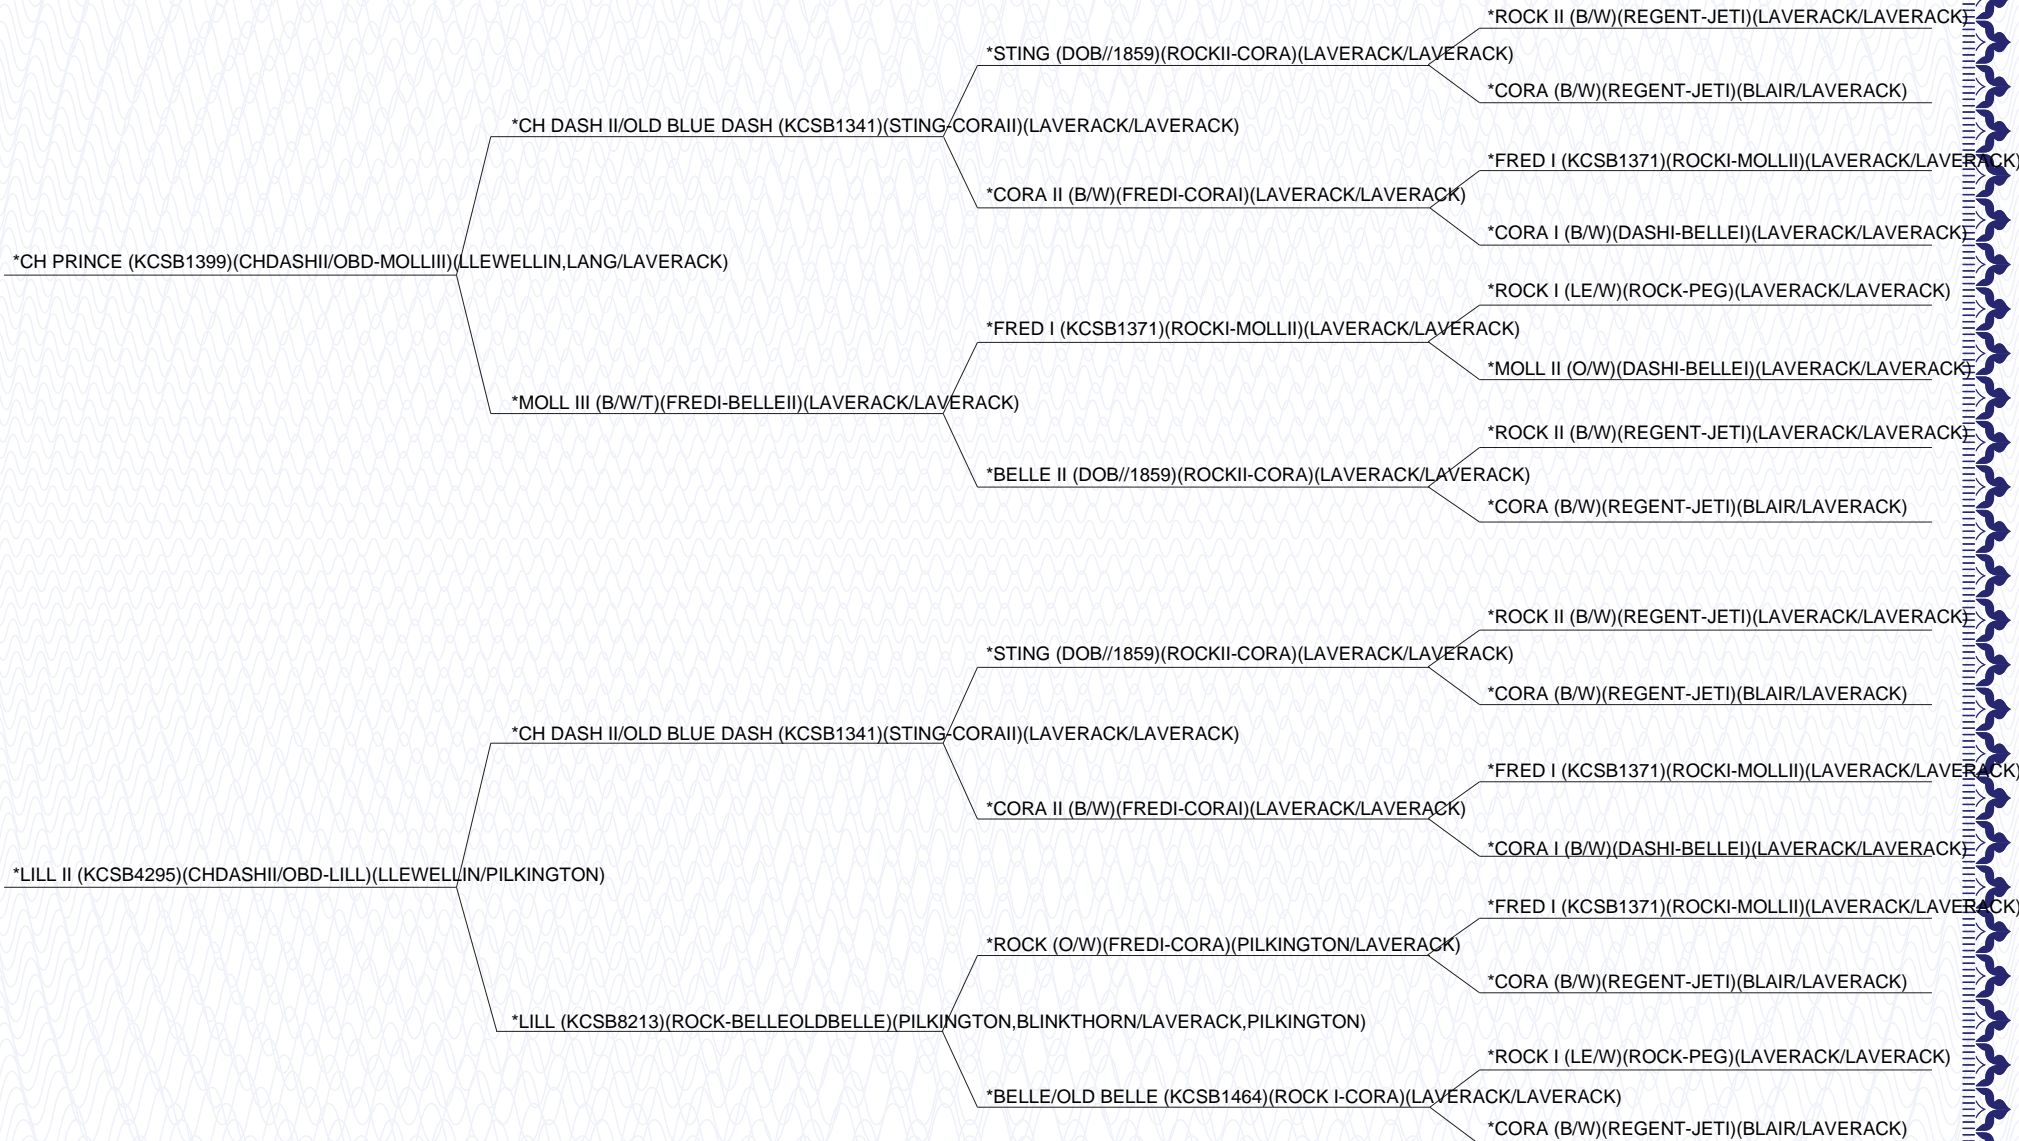 *ROCK II (B/W)(REGENT-JETI)(LAVERACK/LAVERACK)
*STING (DOB//1859)(ROCKII-CORA)(LAVERACK/LAVERACK)
*CORA (B/W)(REGENT-JETI)(BLAIR/LAVERACK)
*CH DASH II/OLD BLUE DASH (KCSB1341)(STING-CORAII)(LAVERACK/LAVERACK)
*FRED I (KCSB1371)(ROCKI-MOLLII)(LAVERACK/LAVERACK)
*CORA II (B/W)(FREDI-CORAI)(LAVERACK/LAVERACK)
*CORA I (B/W)(DASHI-BELLEI)(LAVERACK/LAVERACK)
*CH PRINCE (KCSB1399)(CHDASHII/OBD-MOLLIII)(LLEWELLIN,LANG/LAVERACK)
*ROCK I (LE/W)(ROCK-PEG)(LAVERACK/LAVERACK)
*FRED I (KCSB1371)(ROCKI-MOLLII)(LAVERACK/LAVERACK)
*MOLL II (O/W)(DASHI-BELLEI)(LAVERACK/LAVERACK)
*MOLL III (B/W/T)(FREDI-BELLEII)(LAVERACK/LAVERACK)
*ROCK II (B/W)(REGENT-JETI)(LAVERACK/LAVERACK)
*BELLE II (DOB//1859)(ROCKII-CORA)(LAVERACK/LAVERACK)
*CORA (B/W)(REGENT-JETI)(BLAIR/LAVERACK)
*ROCK II (B/W)(REGENT-JETI)(LAVERACK/LAVERACK)
*STING (DOB//1859)(ROCKII-CORA)(LAVERACK/LAVERACK)
*CORA (B/W)(REGENT-JETI)(BLAIR/LAVERACK)
*CH DASH II/OLD BLUE DASH (KCSB1341)(STING-CORAII)(LAVERACK/LAVERACK)
*FRED I (KCSB1371)(ROCKI-MOLLII)(LAVERACK/LAVERACK)
*CORA II (B/W)(FREDI-CORAI)(LAVERACK/LAVERACK)
*CORA I (B/W)(DASHI-BELLEI)(LAVERACK/LAVERACK)
*LILL II (KCSB4295)(CHDASHII/OBD-LILL)(LLEWELLIN/PILKINGTON)
*FRED I (KCSB1371)(ROCKI-MOLLII)(LAVERACK/LAVERACK)
*ROCK (O/W)(FREDI-CORA)(PILKINGTON/LAVERACK)
*CORA (B/W)(REGENT-JETI)(BLAIR/LAVERACK)
*LILL (KCSB8213)(ROCK-BELLEOLDBELLE)(PILKINGTON,BLINKTHORN/LAVERACK,PILKINGTON)
*ROCK I (LE/W)(ROCK-PEG)(LAVERACK/LAVERACK)
*BELLE/OLD BELLE (KCSB1464)(ROCK I-CORA)(LAVERACK/LAVERACK)
*CORA (B/W)(REGENT-JETI)(BLAIR/LAVERACK)